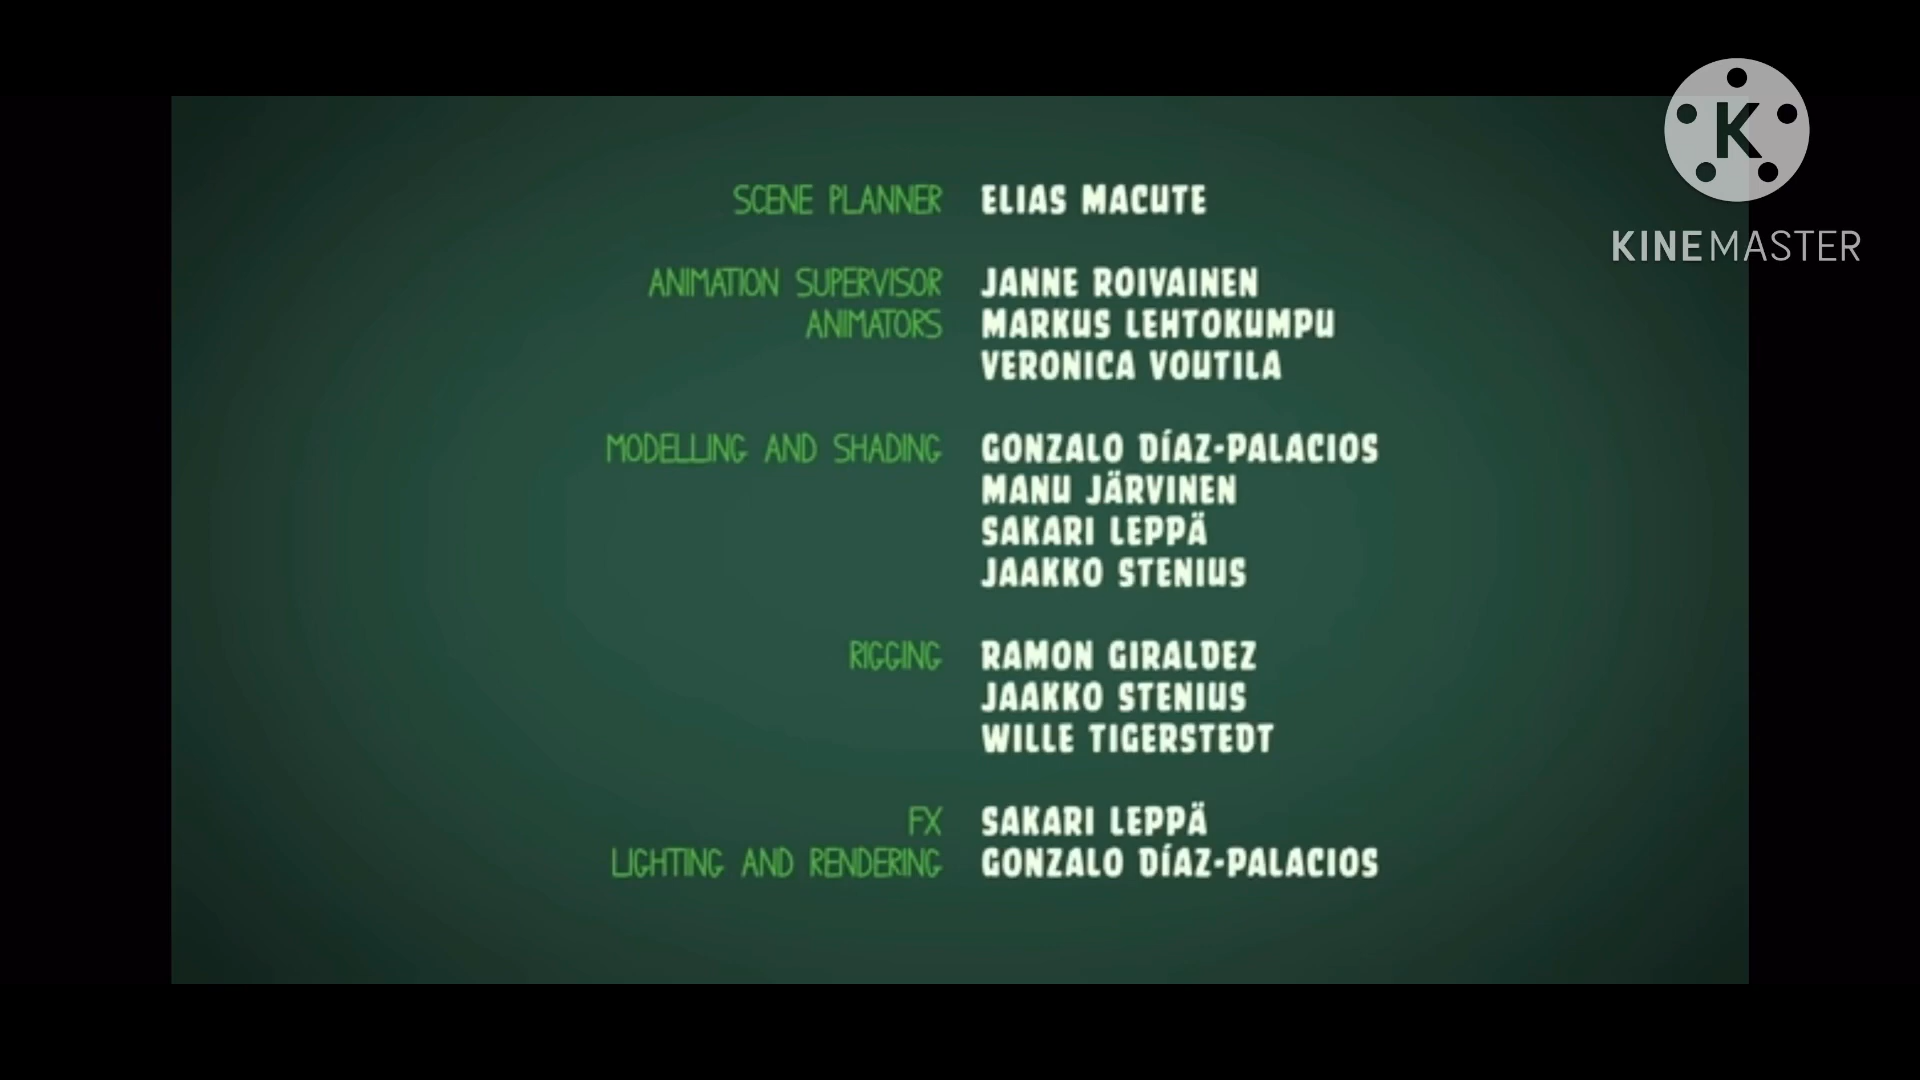 K
KINEMASTER
SCENE PLANNER ELIAS MACUTE
ANIMATION SUPERVISOR JANNE ROIVAINEN
ANIMATORS MARKUS LEHTOKUMPU
VERONICA VOUTILA
MODELLING AND SHADING GONZALO DÍAZ-PALACIOS
MANU JÄRVINEN
SAKARI LEPPÄ
JAAKKO STENIUS
RIGGING RAMON GIRALDEZ
JAAKKO STENIUS
WILLE TIGERSTEDT
FX SAKARI LEPPÄ
LIGHTING AND RENDERING GONZALO DÍAZ-PALACIOS